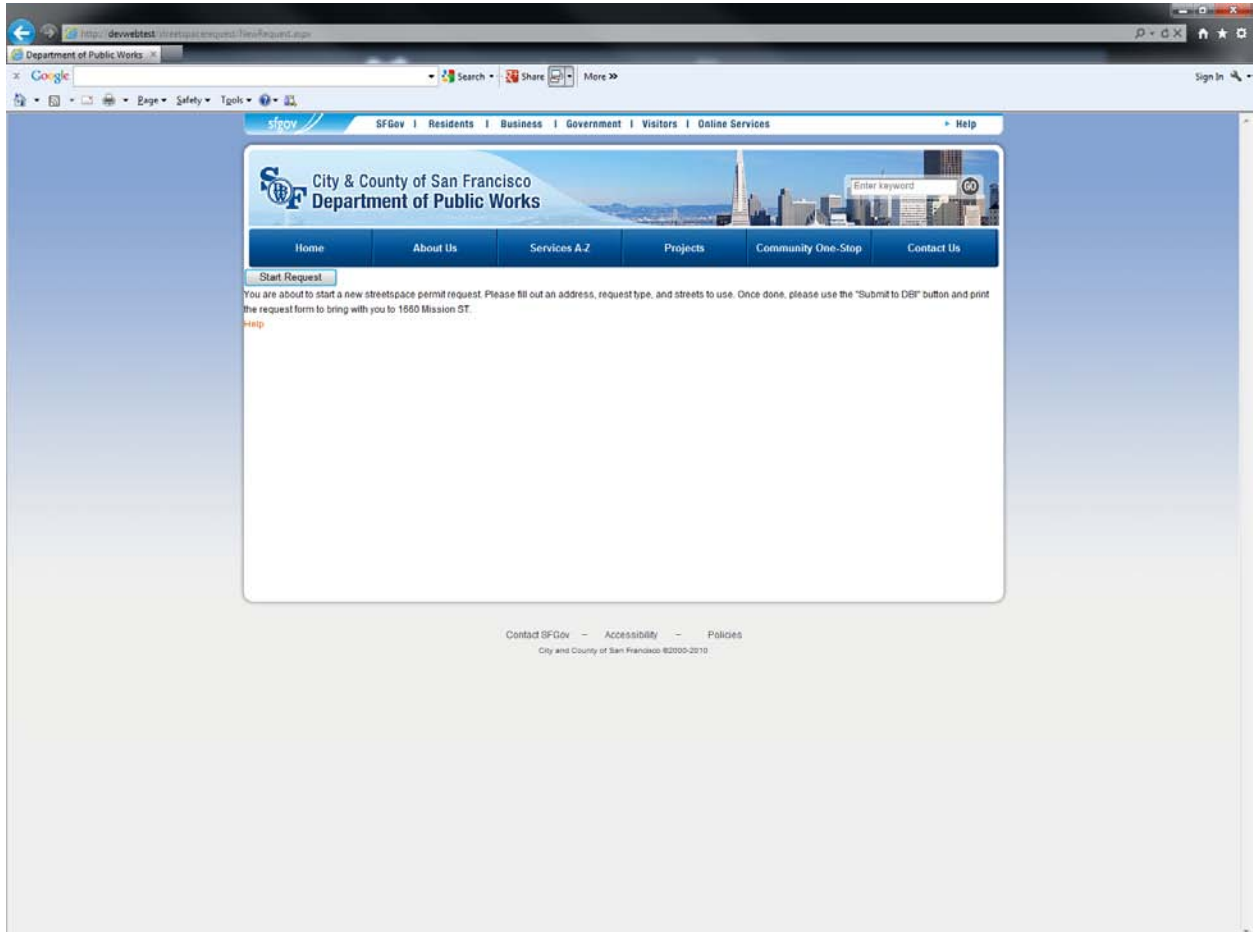 http://devwebtest/streetspacerequest/NewRequest.aspx
Department of Public Works
x Google Search Share More » Sign In
Page Safety Tools
sfgov SFGov | Residents | Business | Government | Visitors | Online Services Help
City & County of San Francisco
Department of Public Works
Enter keyword GO
Home About Us Services A-Z Projects Community One-Stop Contact Us
Start Request
You are about to start a new streetspace permit request. Please fill out an address, request type, and streets to use. Once done, please use the "Submit to DBI" button and print
the request form to bring with you to 1660 Mission ST.
Help
Contact SFGov – Accessibility – Policies
City and County of San Francisco ©2000-2010